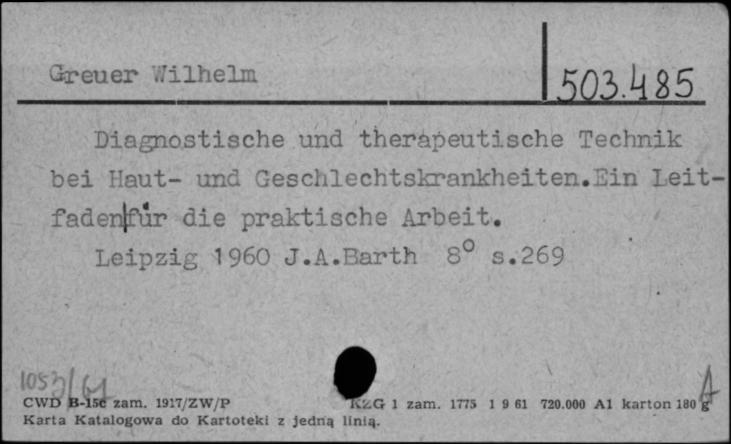 Greuer Wilhelm
503.485
Diagnostische und therapeutische Technik
bei Haut- und Geschlechtskrankheiten.Ein Leit-
faden|für die praktische Arbeit.
Leipzig 1960 J.A.Barth 8° s.269
1053/61
A
CWD B-15c zam. 1917/ZW/P KZG 1 zam. 1775 1 9 61 720.000 A1 karton 180 g
Karta Katalogowa do Kartoteki z jedną linią.